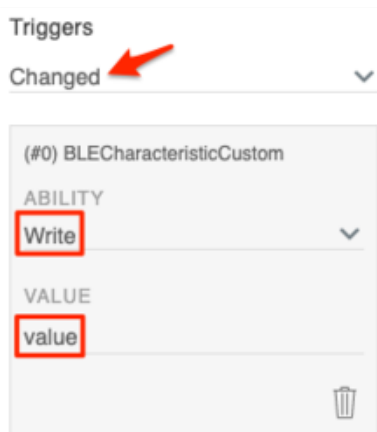 Triggers
Changed
(#0) BLECharacteristicCustom
ABILITY
Write
VALUE
value